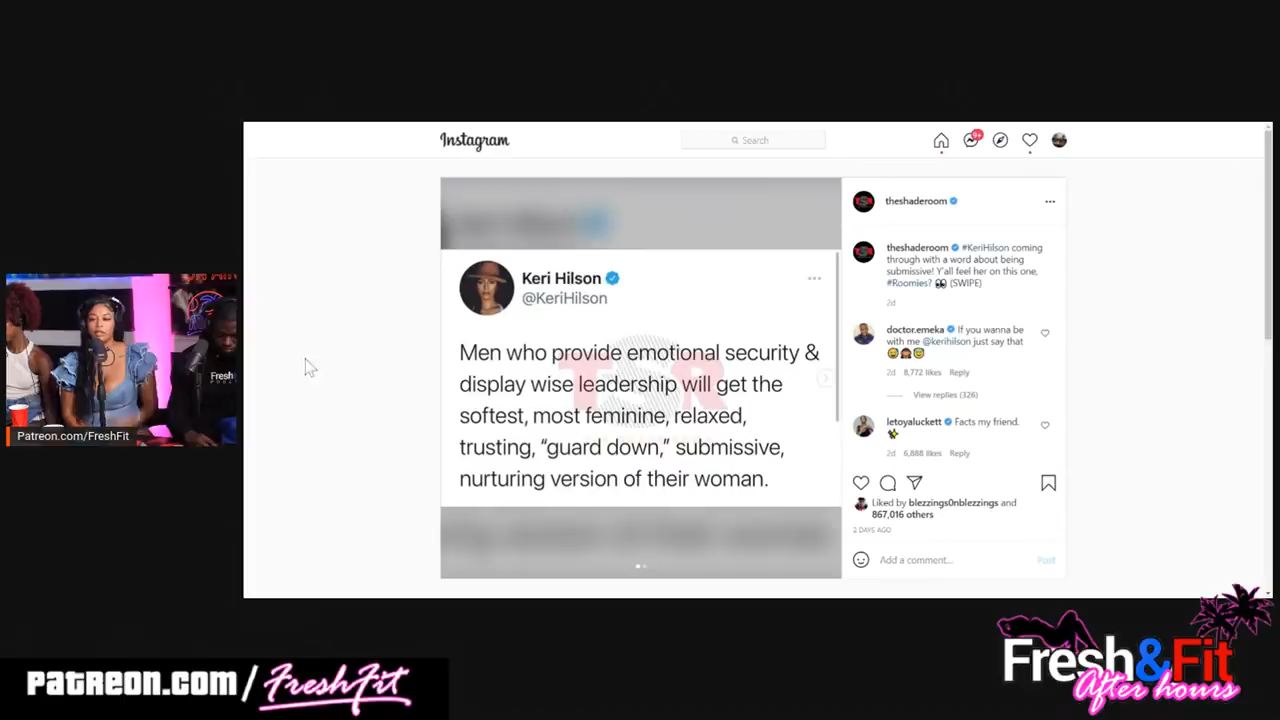 Instagram
Search
9+
Keri Hilson
@KeriHilson
Men who provide emotional security &
display wise leadership will get the
softest, most feminine, relaxed,
trusting, “guard down,” submissive,
nurturing version of their woman.
TSR
theshaderoom
theshaderoom #KeriHilson coming
through with a word about being
submissive! Y'all feel her on this one,
#Roomies? 👀 (SWIPE)
2d
doctor.emeka If you wanna be
with me @kerihilson just say that
2d 8,772 likes Reply
View replies (326)
letoyaluckett Facts my friend.
✨
2d 6,888 likes Reply
Liked by blezzings0nblezzings and
867,016 others
2 DAYS AGO
Add a comment...
Post
Fresh
Patreon.com/FreshFit
Patreon.com/FreshFit
Fresh&Fit
After hours